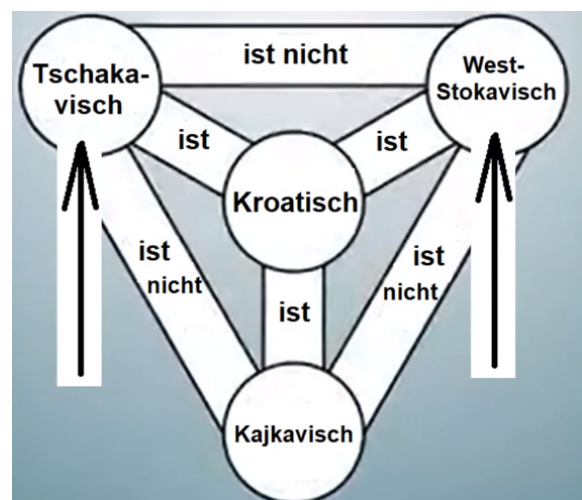 Tschaka-
visch
ist nicht
West-
Stokavisch
ist
ist
Kroatisch
ist
nicht
ist
ist
nicht
Kajkavisch